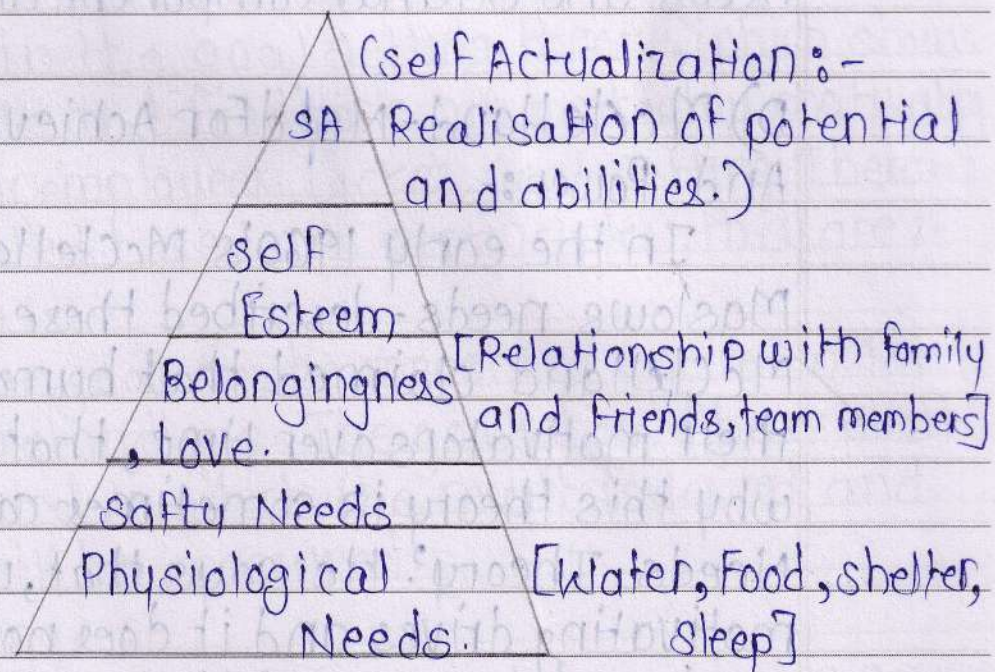 (self Actualization :-
SA Realisation of potential
and abilities.)
self
Esteem
Belongingness [Relationship with family
, love. and friends, team members]
Safty Needs
Physiological [Water, Food, shelter,
Needs. Sleep]